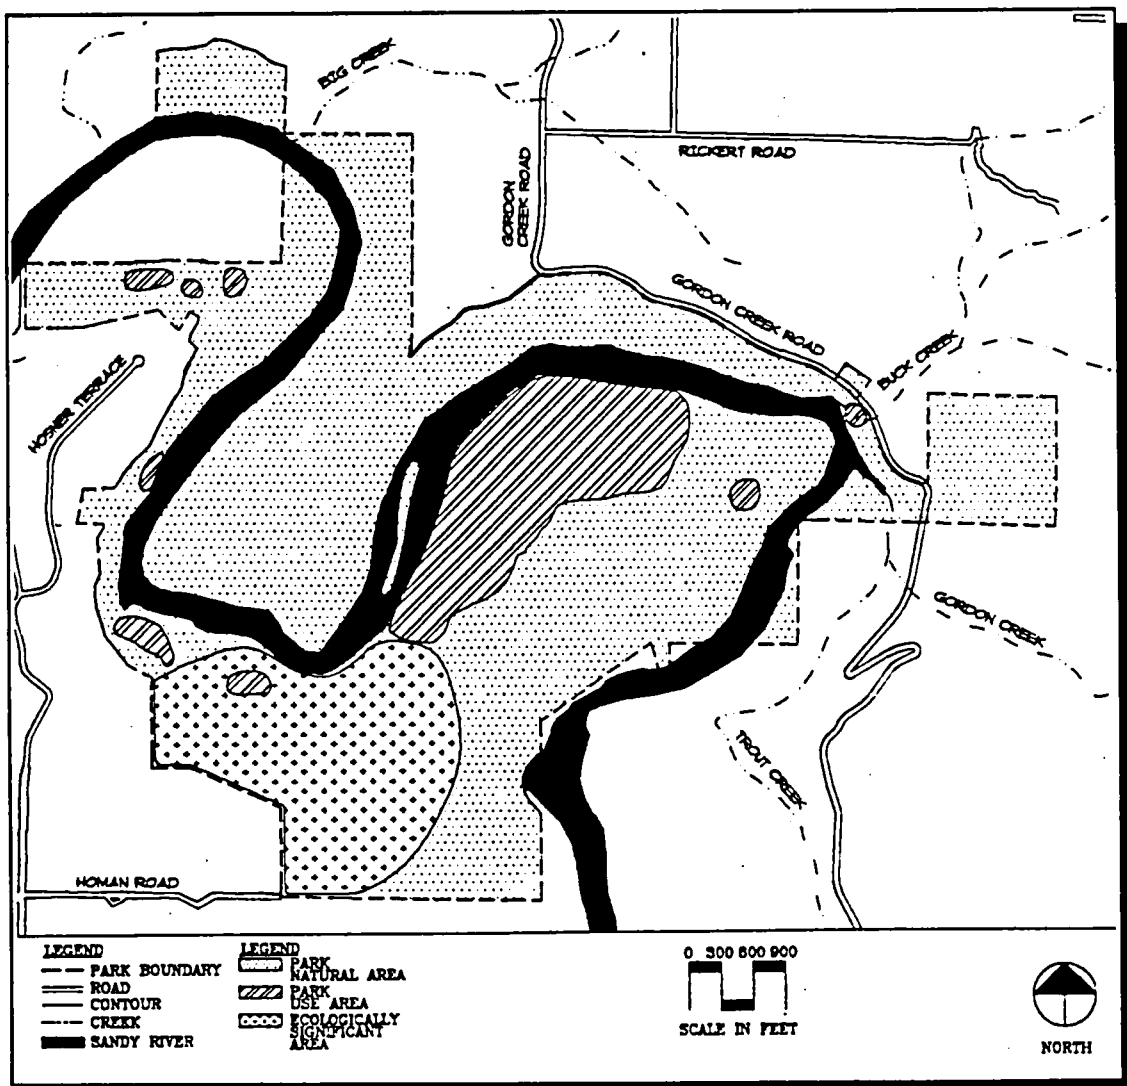 BIG CREEK
RICKERT ROAD
GORDON
CREEK ROAD
GORDON CREEK ROAD
BUCK CREEK
HOSNER TERRACE
GORDON CREEK
TROUT CREEK
HOMAN ROAD
LEGEND
PARK BOUNDARY
ROAD
CONTOUR
CREEK
SANDY RIVER
LEGEND
PARK
NATURAL AREA
PARK
USE AREA
ECOLOGICALLY
SIGNIFICANT
AREA
0 300 600 900
SCALE IN FEET
NORTH